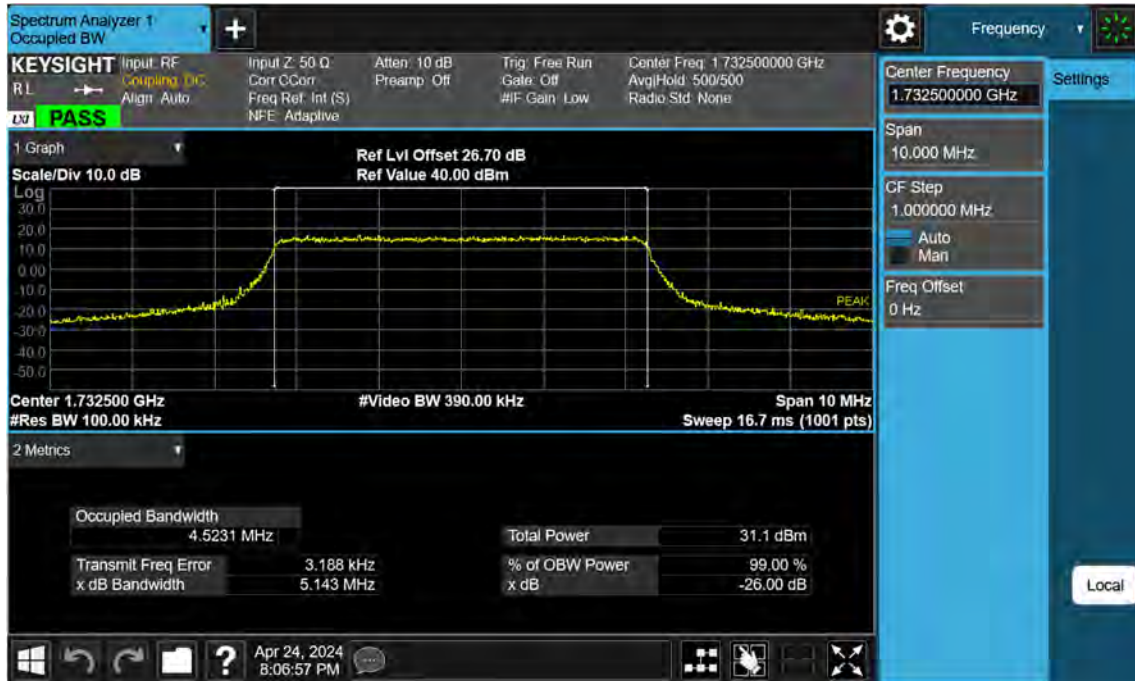 Spectrum Analyzer 1
Occupied BW
+
Frequency
KEYSIGHT
RL
LXI
PASS
Input: RF
Coupling: DC
Align: Auto
Input Z: 50 Ω
Corr CCorr
Freq Ref: Int (S)
NFE: Adaptive
Atten: 10 dB
Preamp: Off
Trig: Free Run
Gate: Off
#IF Gain: Low
Center Freq: 1.732500000 GHz
Avg|Hold: 500/500
Radio Std: None
1 Graph
Scale/Div 10.0 dB
Ref Lvl Offset 26.70 dB
Ref Value 40.00 dBm
Log
30.0
20.0
10.0
0.00
-10.0
-20.0
-30.0
-40.0
-50.0
PEAK
Center 1.732500 GHz
#Video BW 390.00 kHz
Span 10 MHz
#Res BW 100.00 kHz
Sweep 16.7 ms (1001 pts)
2 Metrics
Occupied Bandwidth
4.5231 MHz
Total Power 31.1 dBm
Transmit Freq Error 3.188 kHz
% of OBW Power 99.00 %
x dB Bandwidth 5.143 MHz
x dB -26.00 dB
Center Frequency
1.732500000 GHz
Settings
Span
10.000 MHz
CF Step
1.000000 MHz
Auto
Man
Freq Offset
0 Hz
Local
?
Apr 24, 2024
8:06:57 PM